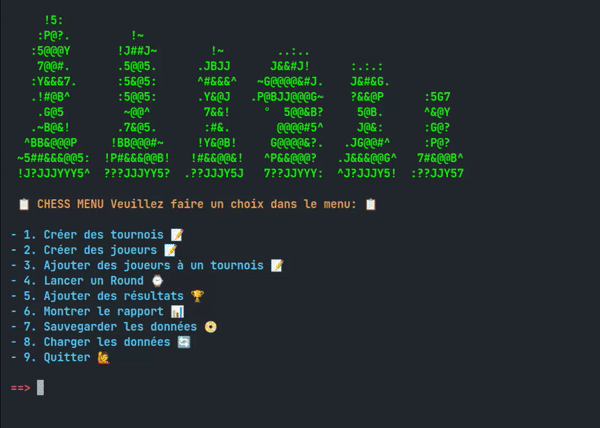 !5:
     :P@?.          !~
    :5@@@Y        !J##J~         !~        ..:..
     7@@#.        .5@@5.       .JBJJ      J&&#J!      :.:.:
    :Y&&&7.       :5&@5:       ^#&&&^   ~G@@@@&#J.    J&#&G.
    .!#@B^        :5@@5:       .Y&@J   .P@BJJ@@@G~    ?&&@P      :5G7
     .G@5          ~@@^         7&&!     °  5@@&B?     5@B.     ^&@Y
    .~B@&!        .7&@5.        :#&.      @@@@#5^     J@&:      :G@?
   ^BB&@@@P      !BB@@@#~      !Y&@B!    G@@@@&?.   .JG@@#^     :P@?
  ~5##&&&@@5:  !P#&&&@@B!   !#&&@@&!   ^P&&@@@?   .J&&&@@G^   7#&@@B^
  !J?JJJYYY5^  ???JJJYY5?  .??JJJY5J   7??JJYYY:  ^J?JJJY5!  :??JJY57
📋 CHESS MENU Veuillez faire un choix dans le menu: 📋
- 1. Créer des tournois 📝
- 2. Créer des joueurs 📝
- 3. Ajouter des joueurs à un tournois 📝
- 4. Lancer un Round ⌚
- 5. Ajouter des résultats 🏆
- 6. Montrer le rapport 📊
- 7. Sauvegarder les données 📀
- 8. Charger les données 🔄
- 9. Quitter 🙋
==>